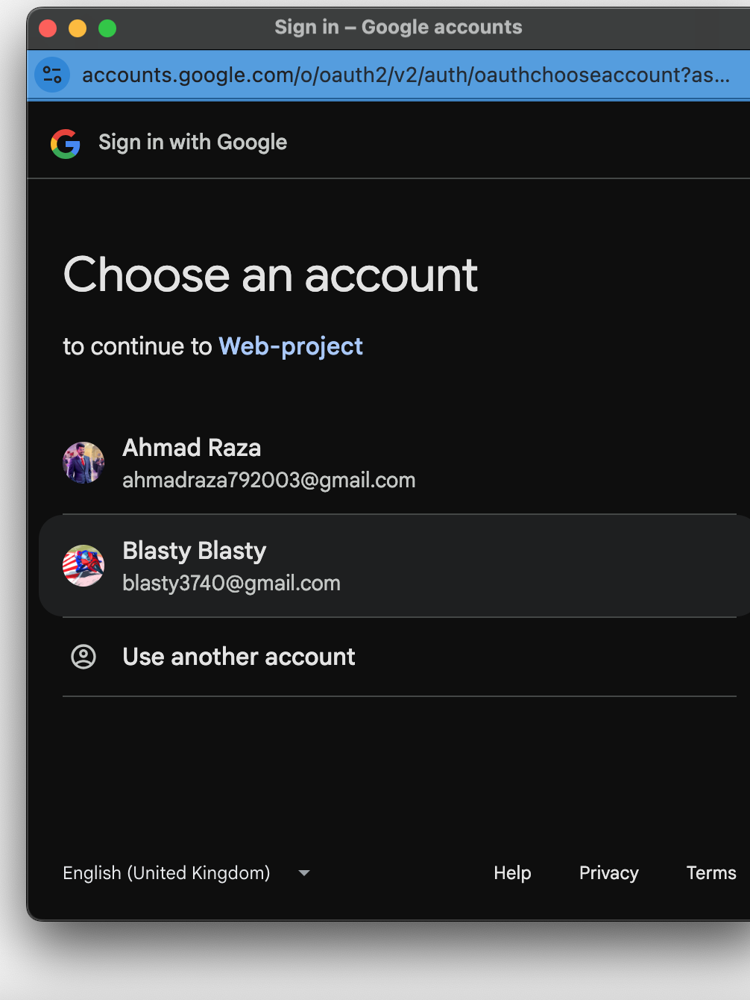 Sign in – Google accounts
accounts.google.com/o/oauth2/v2/auth/oauthchooseaccount?as...
Sign in with Google
Choose an account
to continue to Web-project
Ahmad Raza
ahmadraza792003@gmail.com
Blasty Blasty
blasty3740@gmail.com
Use another account
English (United Kingdom)
Help Privacy Terms